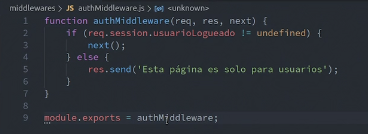 middlewares > JS authMiddleware.js > <unknown>
1 function authMiddleware(req, res, next) {
2 if (req.session.usuarioLogueado != undefined) {
3 next();
4 } else {
5 res.send('Esta página es solo para usuarios');
6 }
7 }
8
9 module.exports = authMiddleware;